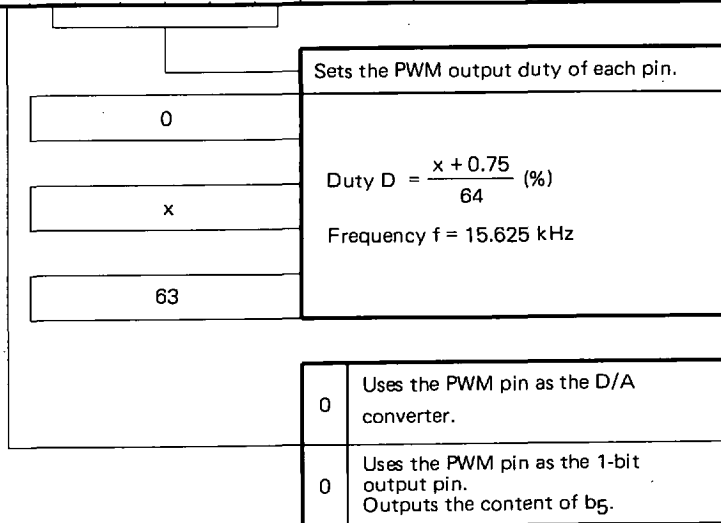 Sets the PWM output duty of each pin.
0
x
63
Duty D = x + 0.75 / 64 (%)
Frequency f = 15.625 kHz
0
Uses the PWM pin as the D/A
converter.
0
Uses the PWM pin as the 1-bit
output pin.
Outputs the content of b5.